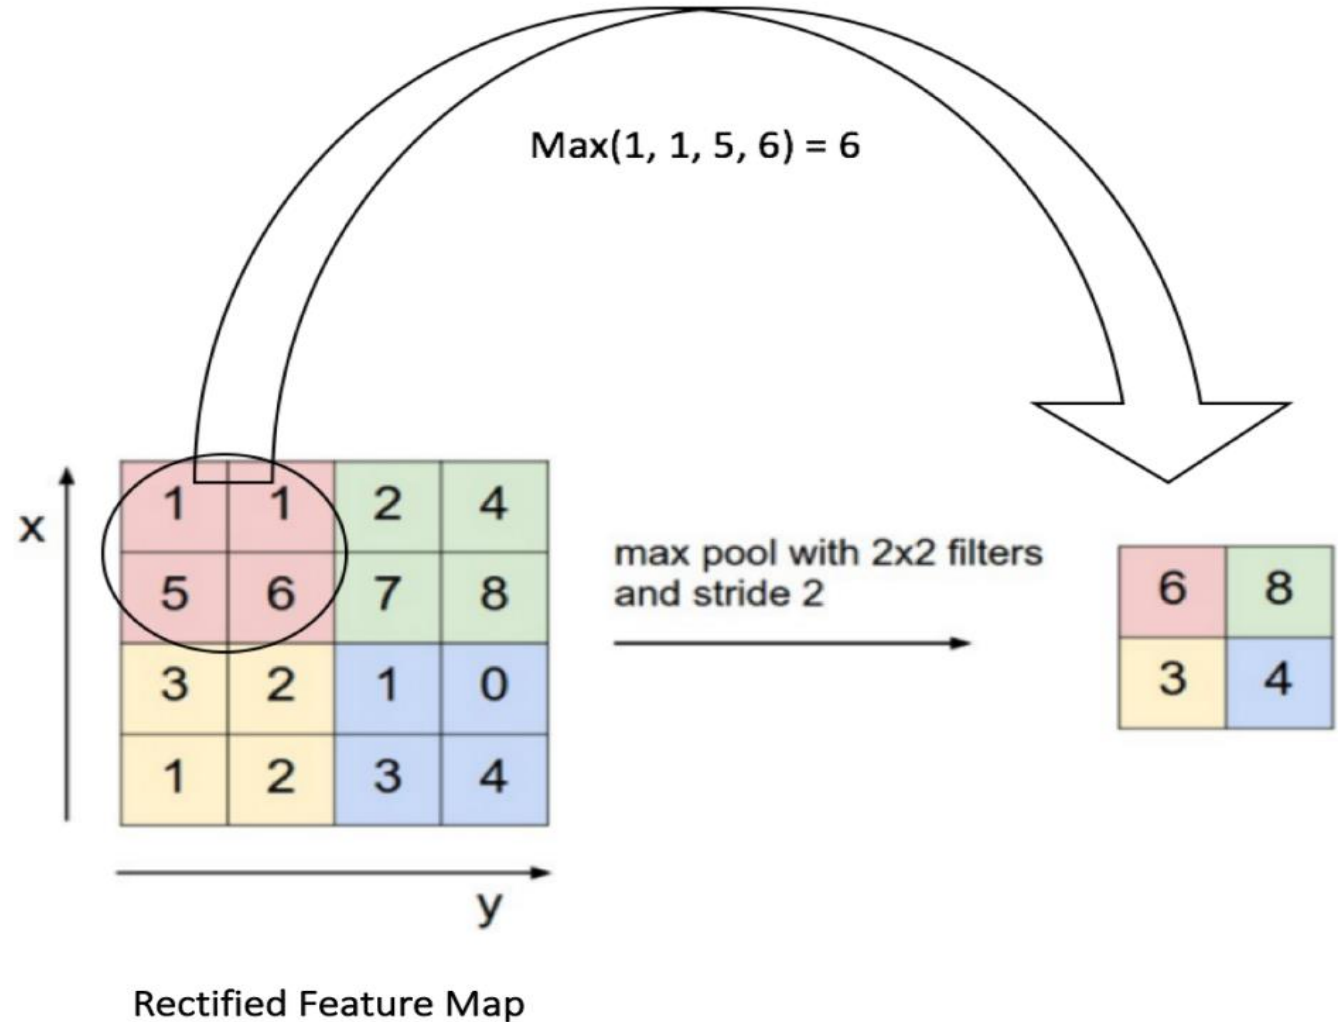 Max(1, 1, 5, 6) = 6
x
1 1 2 4
5 6 7 8
3 2 1 0
1 2 3 4
y
max pool with 2x2 filters
and stride 2
6 8
3 4
Rectified Feature Map